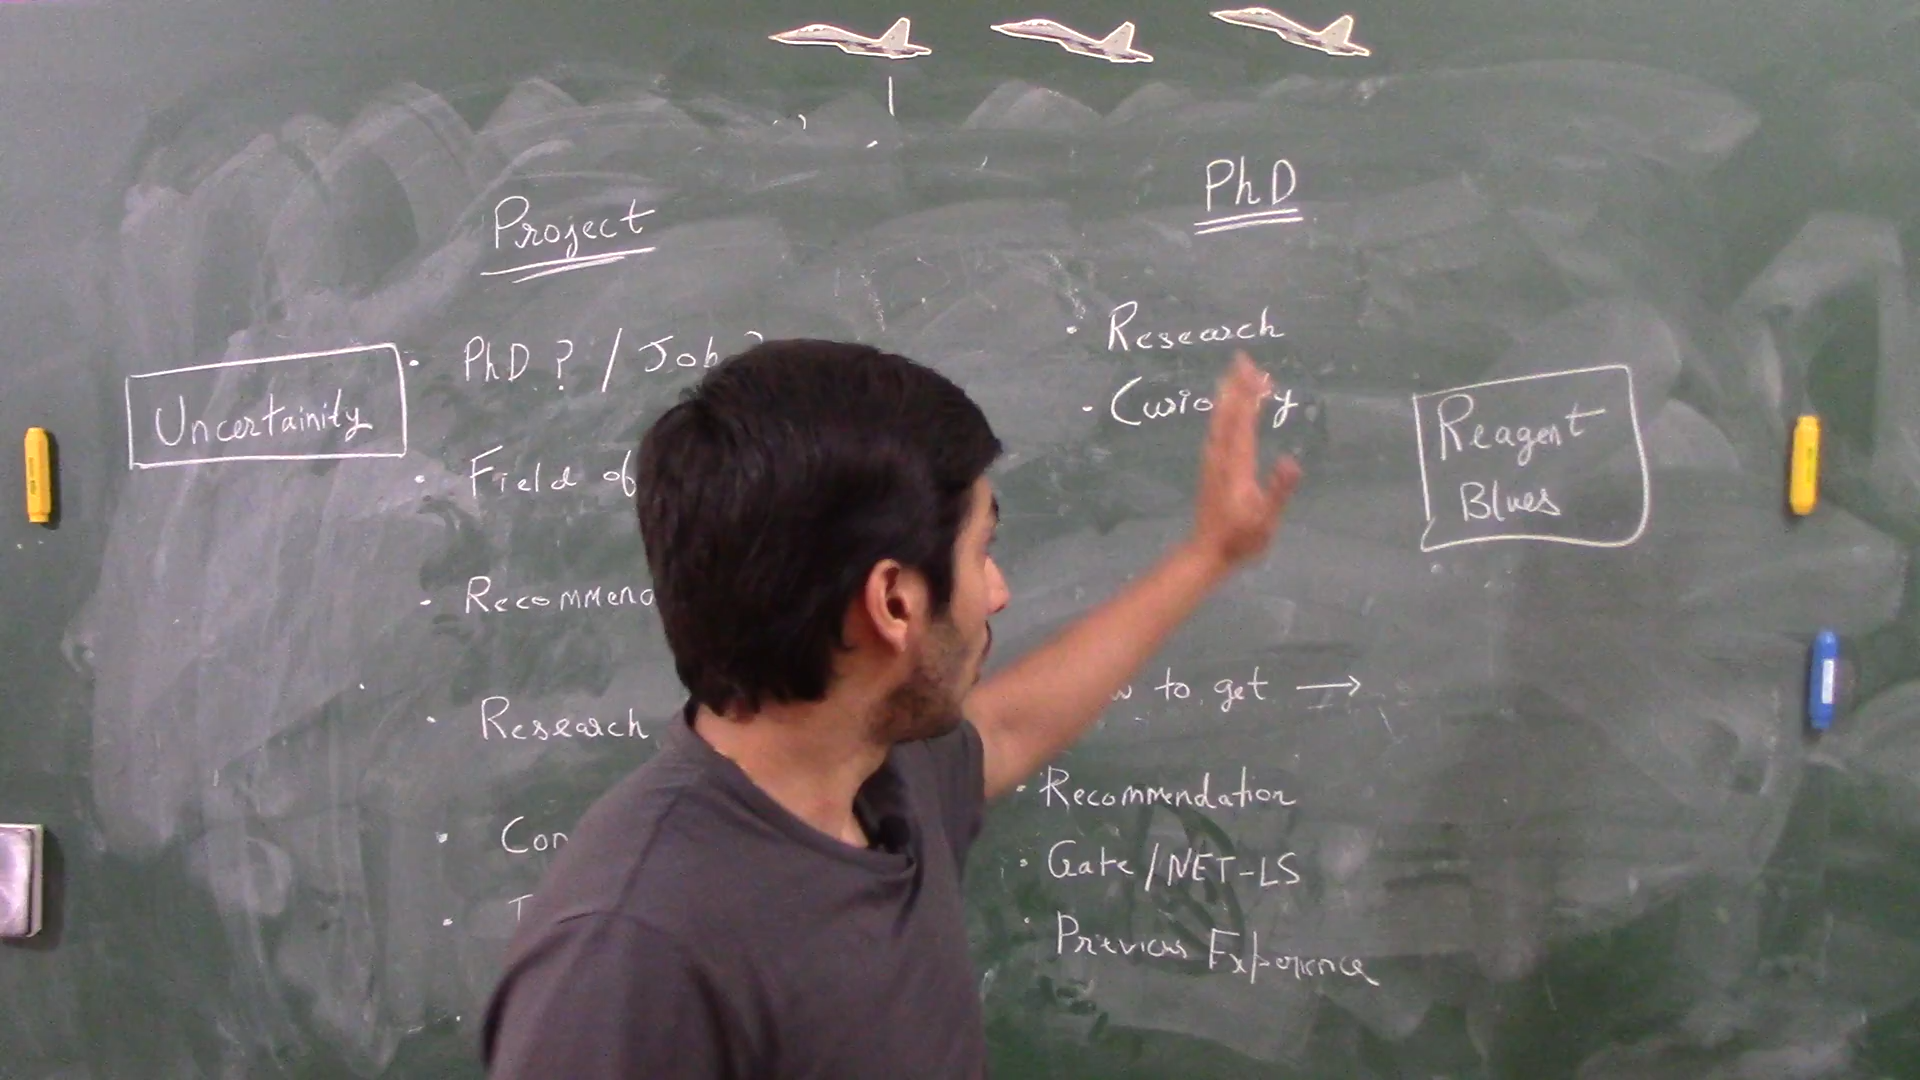 Project
Uncertainity
• PhD ? / Job ?
• Field of
• Recommend
• Research
• Con
• T
PhD
• Research
•
Reagent
Blues
to get →
• Recommendation
• Gate/NET-LS
• Previous Experience